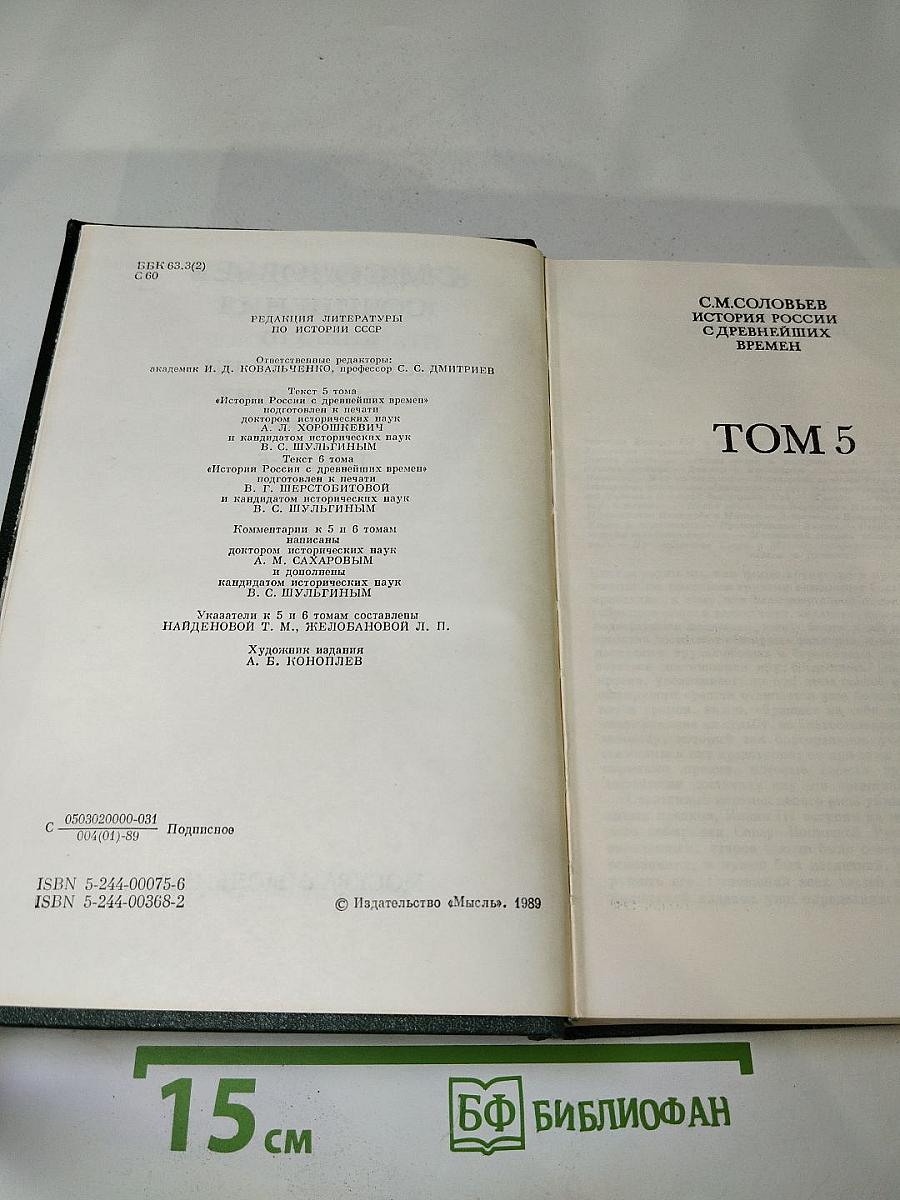 ББК 63.3(2)
С 60
РЕДАКЦИЯ ЛИТЕРАТУРЫ
ПО ИСТОРИИ СССР
Ответственные редакторы:
академик И. Д. КОВАЛЬЧЕНКО, профессор С. С. ДМИТРИЕВ
Текст 5 тома
«Истории России с древнейших времен»
подготовлен к печати
доктором исторических наук
А. Л. ХОРОШКЕВИЧ
и кандидатом исторических наук
В. С. ШУЛЬГИНЫМ
Текст 6 тома
«Истории России с древнейших времен»
подготовлен к печати
В. Г. ШЕРСТОБИТОВОЙ
и кандидатом исторических наук
В. С. ШУЛЬГИНЫМ
Комментарии к 5 и 6 томам
написаны
доктором исторических наук
А. М. САХАРОВЫМ
и дополнены
кандидатом исторических наук
В. С. ШУЛЬГИНЫМ
Указатели к 5 и 6 томам составлены
НАЙДЕНОВОЙ Т. М., ЖЕЛОБАНОВОЙ Л. П.
Художник издания
А. Б. КОНОПЛЕВ
0503020000-031
С Подписное
004(01)-89
ISBN 5-244-00075-6
ISBN 5-244-00368-2
© Издательство «Мысль». 1989
С.М.СОЛОВЬЕВ
ИСТОРИЯ РОССИИ
С ДРЕВНЕЙШИХ
ВРЕМЕН
ТОМ 5
15 см
БФ БИБЛИОФАН